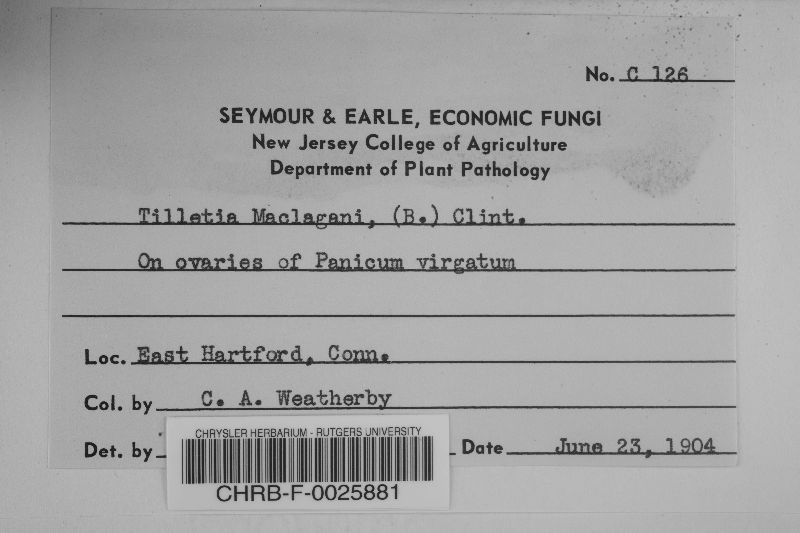 No. C 126
SEYMOUR & EARLE, ECONOMIC FUNGI
New Jersey College of Agriculture
Department of Plant Pathology
Tilletia Maclagani, (B.) Clint.
On ovaries of Panicum virgatum
Loc. East Hartford, Conn.
Col. by C. A. Weatherby
Det. by Date June 23, 1904
CHRYSLER HERBARIUM - RUTGERS UNIVERSITY
CHRB-F-0025881